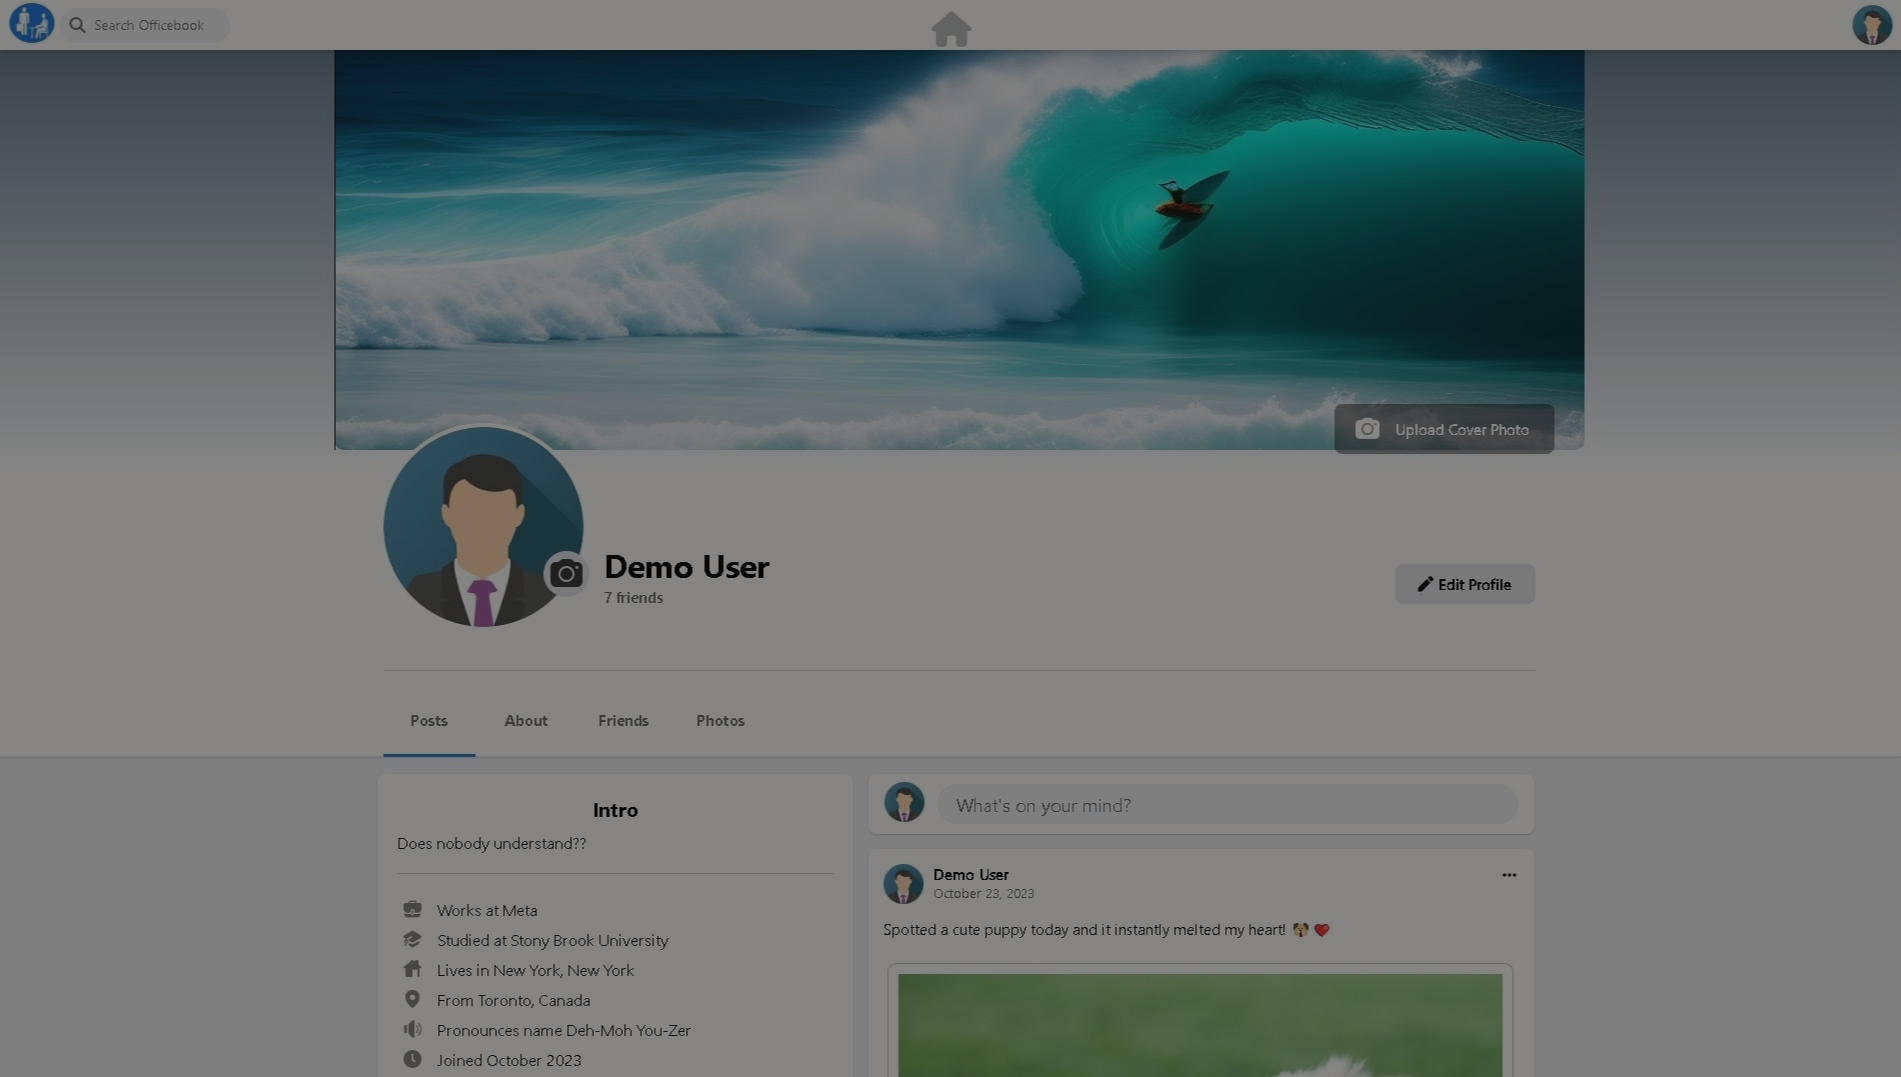 Search Officebook
Upload Cover Photo
Demo User
7 friends
Edit Profile
Posts
About
Friends
Photos
Intro
Does nobody understand??
Works at Meta
Studied at Stony Brook University
Lives in New York, New York
From Toronto, Canada
Pronounces name Deh-Moh You-Zer
Joined October 2023
What's on your mind?
Demo User
October 23, 2023
Spotted a cute puppy today and it instantly melted my heart! 🐶 ❤️